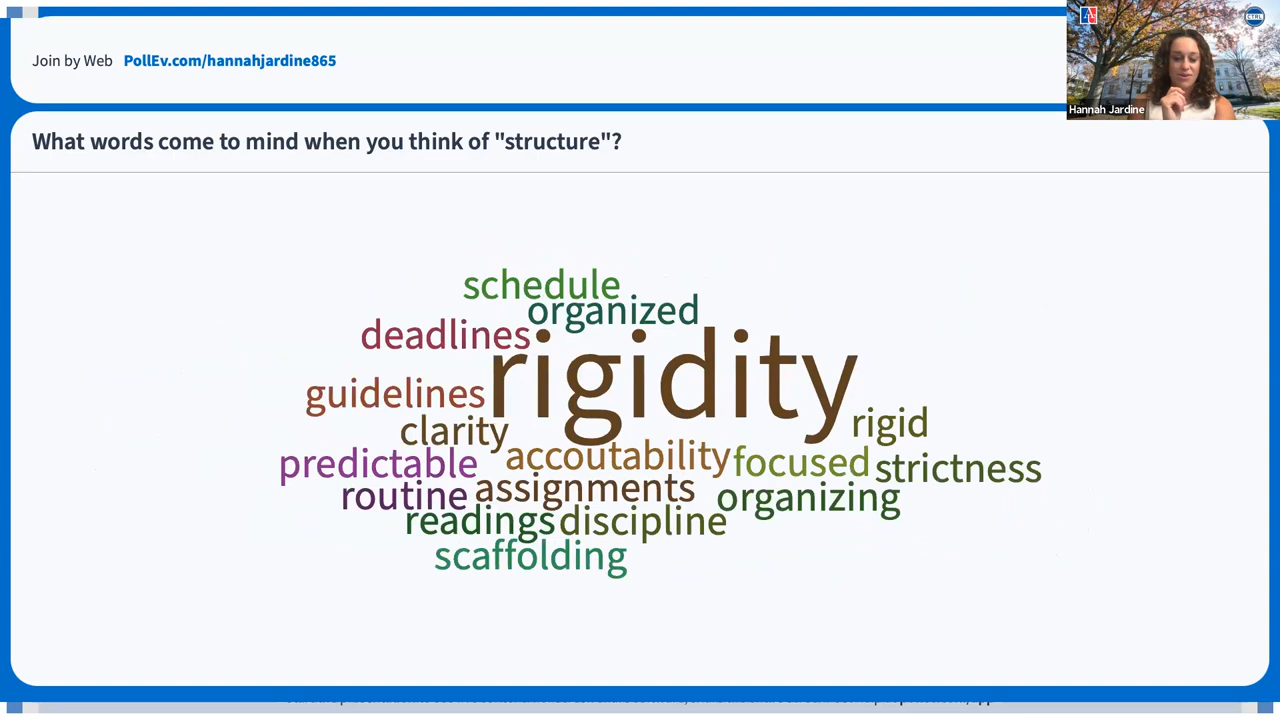 Join by Web PollEv.com/hannahjardine865
CTRL
Hannah Jardine
What words come to mind when you think of "structure"?
schedule
organized
deadlines
rigidity
guidelines
rigid
clarity
accoutability
predictable
focused
strictness
assignments
routine
organizing
readings
discipline
scaffolding